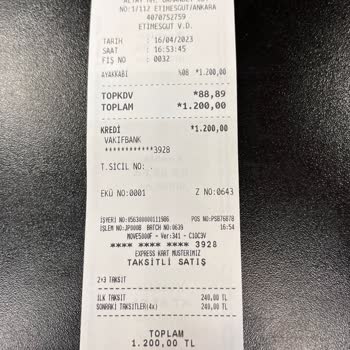 NO:1/112 ETİMESGUT/ANKARA
4070752759
ETİMESGUT V.D.
TARİH : 16/04/2023
SAAT : 16:53:45
FİŞ NO : 0032
AYAKKABI %08 *1.200,00
TOPKDV *88,89
TOPLAM *1.200,00
KREDİ *1.200,00
VAKIFBANK
************3928
T.SİCİL NO: .
EKÜ NO:0001 Z NO:0643
İŞYERİ NO:056300000111986 POS NO:PS876878
İŞLEM NO:JP000B BATCH NO:0639 16:54
MOVE5000F - Ver:341 - C1OC3V
**** **** **** 3928
EXPRESS KART MÜŞTERİMİZ
TAKSİTLİ SATIŞ
2+3 TAKSİT
İLK TAKSİT 240,00 TL
SONRAKİ TAKSİTLER(4x) 240,00 TL
TOPLAM
1.200,00 TL